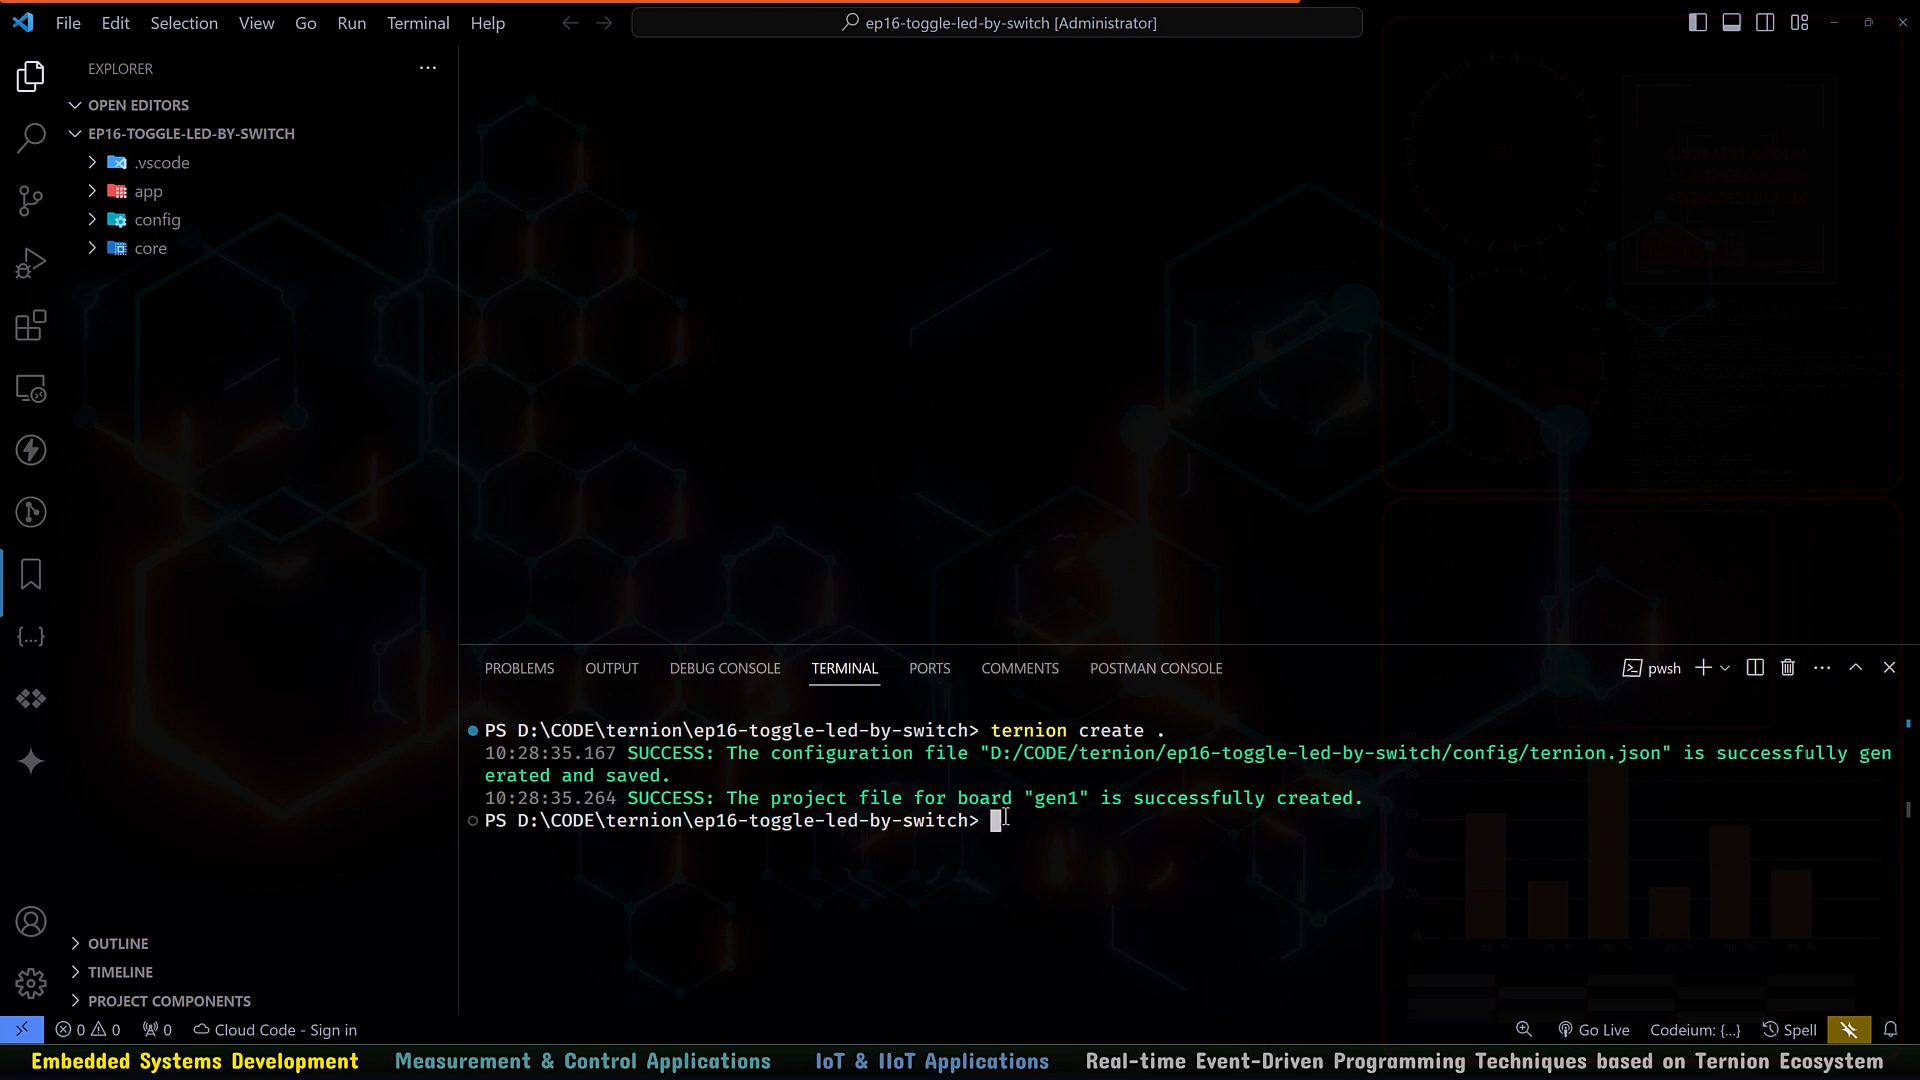 File Edit Selection View Go Run Terminal Help
ep16-toggle-led-by-switch [Administrator]
EXPLORER
OPEN EDITORS
EP16-TOGGLE-LED-BY-SWITCH
.vscode
app
config
core
PROBLEMS OUTPUT DEBUG CONSOLE TERMINAL PORTS COMMENTS POSTMAN CONSOLE
pwsh
PS D:\CODE\ternion\ep16-toggle-led-by-switch> ternion create .
10:28:35.167 SUCCESS: The configuration file "D:/CODE/ternion/ep16-toggle-led-by-switch/config/ternion.json" is successfully gen
erated and saved.
10:28:35.264 SUCCESS: The project file for board "gen1" is successfully created.
PS D:\CODE\ternion\ep16-toggle-led-by-switch>
OUTLINE
TIMELINE
PROJECT COMPONENTS
0 0 0 Cloud Code - Sign in
Go Live Codeium: {...} Spell
Embedded Systems Development Measurement & Control Applications IoT & IIoT Applications Real-time Event-Driven Programming Techniques based on Ternion Ecosystem